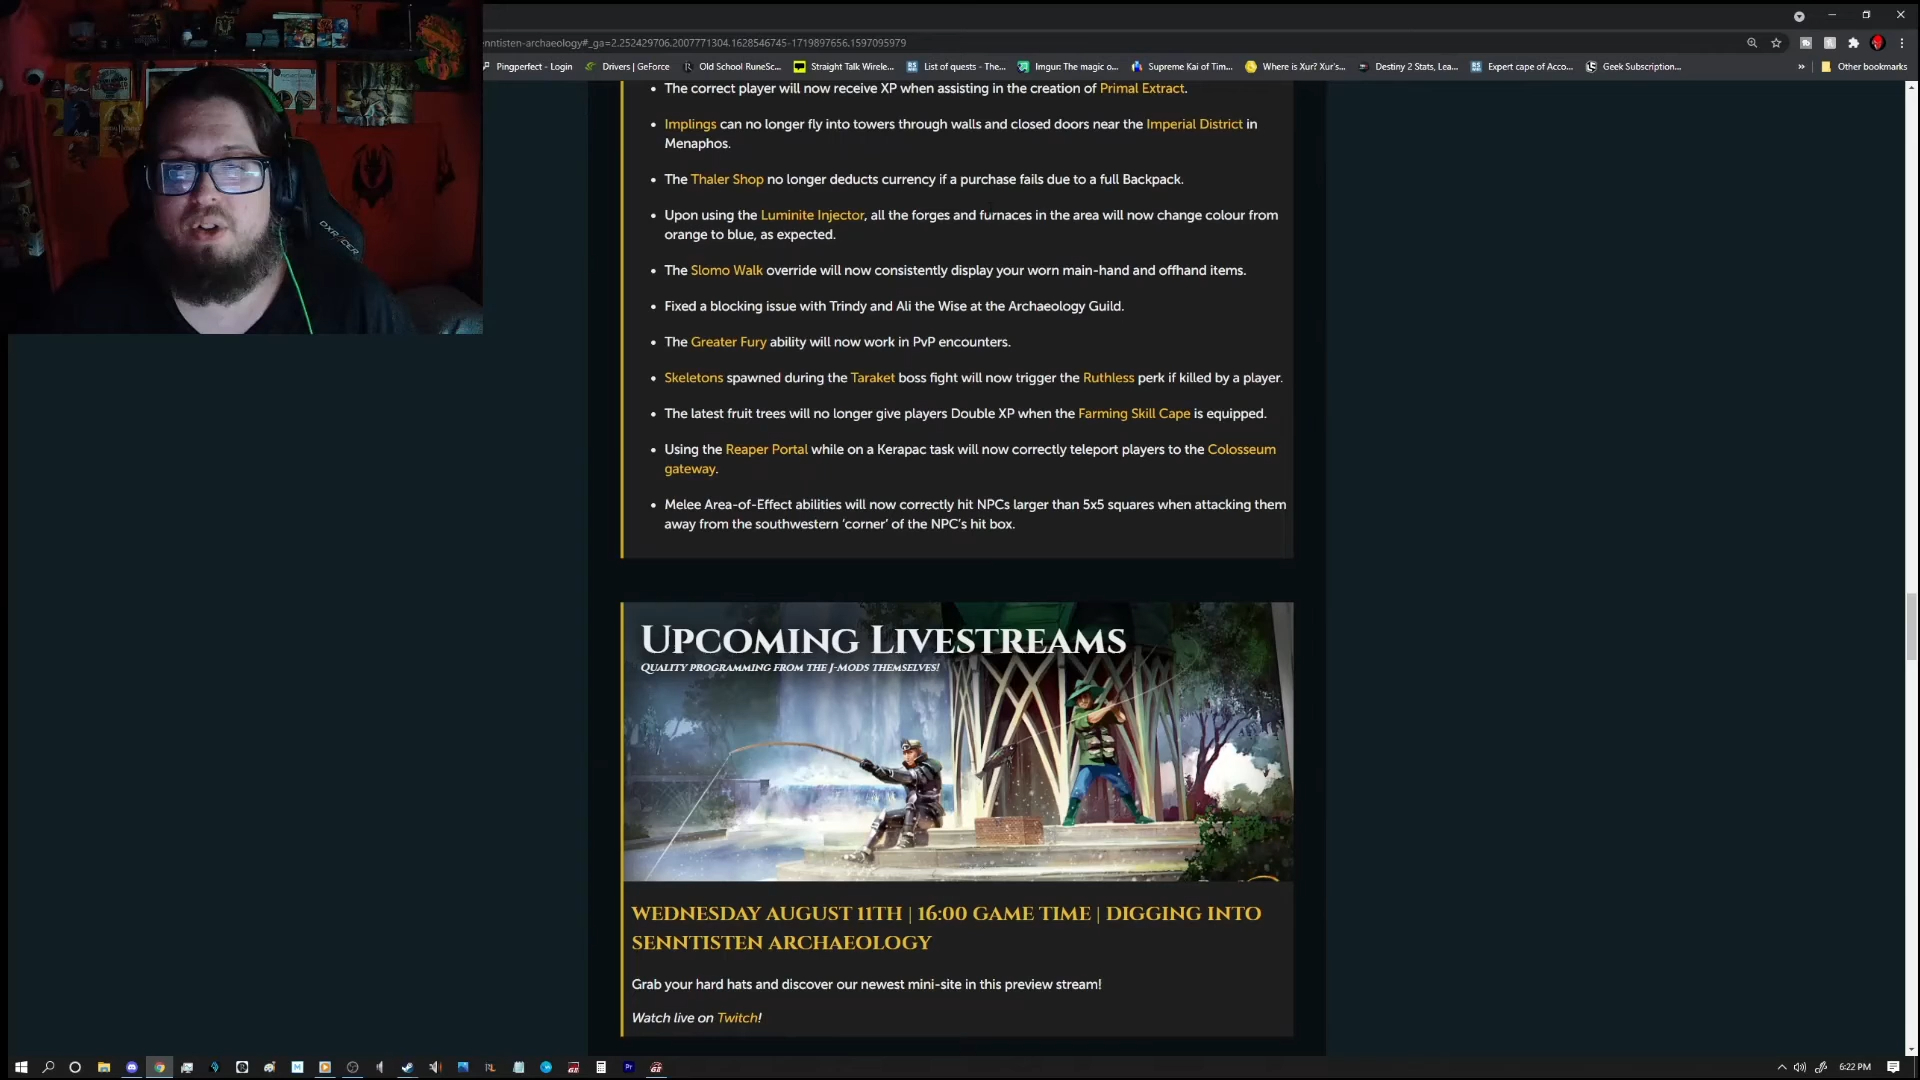 enntisten-archaeology#_ga=2.252429706.2007771304.1628546745-1719897656.1597095979
Pingperfect - Login Drivers | GeForce Old School RuneSc... Straight Talk Wirele... List of quests - The... Imgur: The magic o... Supreme Kai of Tim... Where is Xur? Xur's... Destiny 2 Stats, Lea... Expert cape of Acco... Geek Subscription... » Other bookmarks
• The correct player will now receive XP when assisting in the creation of Primal Extract.
• Implings can no longer fly into towers through walls and closed doors near the Imperial District in
Menaphos.
• The Thaler Shop no longer deducts currency if a purchase fails due to a full Backpack.
• Upon using the Luminite Injector, all the forges and furnaces in the area will now change colour from
orange to blue, as expected.
• The Slomo Walk override will now consistently display your worn main-hand and offhand items.
• Fixed a blocking issue with Trindy and Ali the Wise at the Archaeology Guild.
• The Greater Fury ability will now work in PvP encounters.
• Skeletons spawned during the Taraket boss fight will now trigger the Ruthless perk if killed by a player.
• The latest fruit trees will no longer give players Double XP when the Farming Skill Cape is equipped.
• Using the Reaper Portal while on a Kerapac task will now correctly teleport players to the Colosseum
gateway.
• Melee Area-of-Effect abilities will now correctly hit NPCs larger than 5x5 squares when attacking them
away from the southwestern ‘corner’ of the NPC’s hit box.
UPCOMING LIVESTREAMS
QUALITY PROGRAMMING FROM THE J-MODS THEMSELVES!
WEDNESDAY AUGUST 11TH | 16:00 GAME TIME | DIGGING INTO
SENNTISTEN ARCHAEOLOGY
Grab your hard hats and discover our newest mini-site in this preview stream!
Watch live on Twitch!
DXRACER
6:22 PM